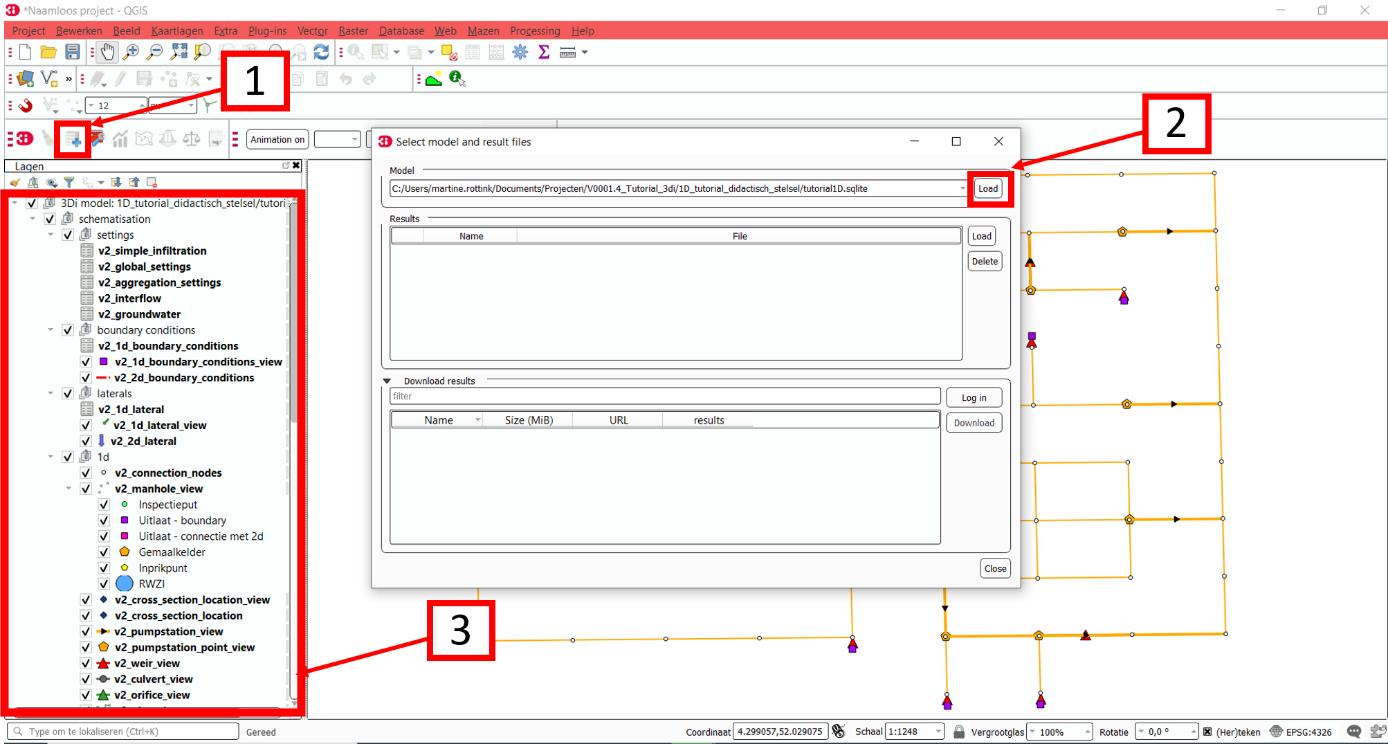 *Naamloos project - QGIS
Project Bewerken Beeld Kaartlagen Extra Plug-ins Vector Raster Database Web Mazen Processing Help
1
12
Animation on
2
Select model and result files
Model
C:/Users/martine.rottink/Documents/Projecten/V0001.4_Tutorial_3di/1D_tutorial_didactisch_stelsel/tutorial1D.sqlite
Load
Results
Name File
Load
Delete
Download results
filter
Log in
Name Size (MiB) URL results
Download
Close
Lagen
3Di model: 1D_tutorial_didactisch_stelsel/tutori
schematisation
settings
v2_simple_infiltration
v2_global_settings
v2_aggregation_settings
v2_interflow
v2_groundwater
boundary conditions
v2_1d_boundary_conditions
v2_1d_boundary_conditions_view
v2_2d_boundary_conditions
laterals
v2_1d_lateral
v2_1d_lateral_view
v2_2d_lateral
1d
v2_connection_nodes
v2_manhole_view
Inspectieput
Uitlaat - boundary
Uitlaat - connectie met 2d
Gemaalkelder
Inprikpunt
RWZI
v2_cross_section_location_view
v2_cross_section_location
v2_pumpstation_view
v2_pumpstation_point_view
v2_weir_view
v2_culvert_view
v2_orifice_view
3
Type om te lokaliseren (Ctrl+K) Gereed Coordinaat 4.299057,52.029075 Schaal 1:1248 Vergrootglas 100% Rotatie 0,0 ° (Her)teken EPSG:4326